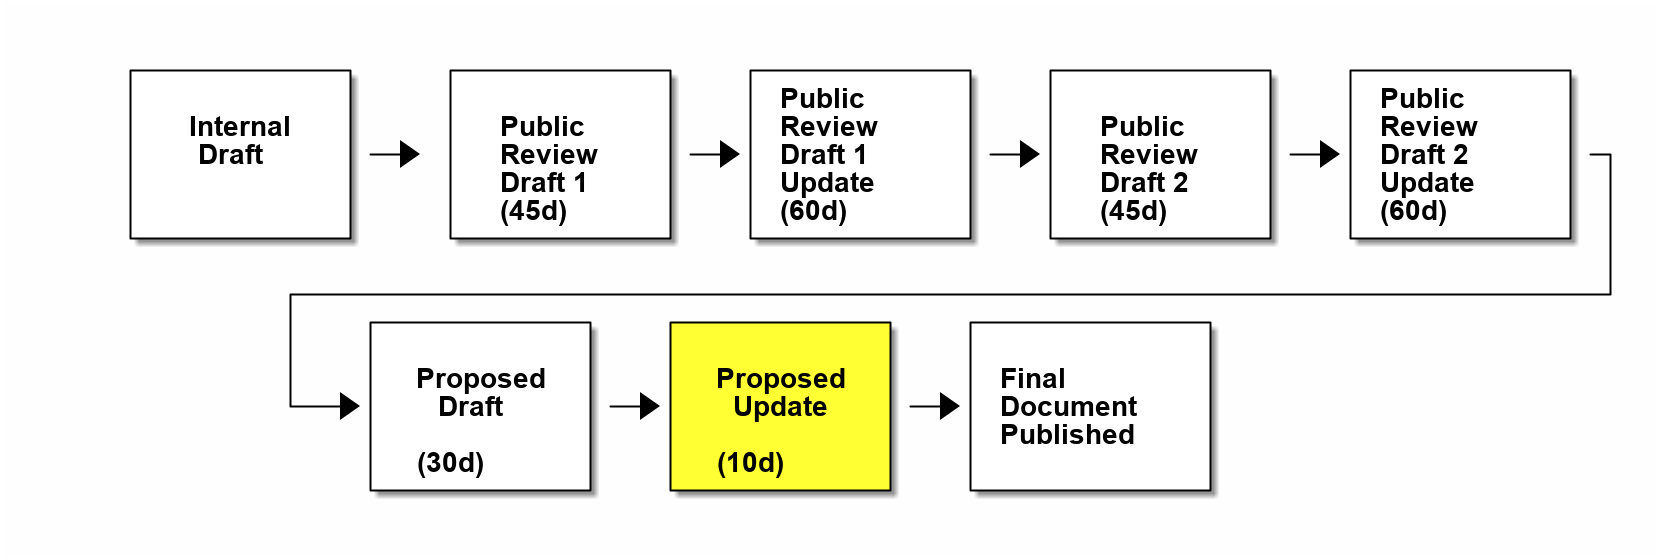 Internal
Draft
Public
Review
Draft 1
(45d)
Public
Review
Draft 1
Update
(60d)
Public
Review
Draft 2
(45d)
Public
Review
Draft 2
Update
(60d)
Proposed
Draft
(30d)
Proposed
Update
(10d)
Final
Document
Published